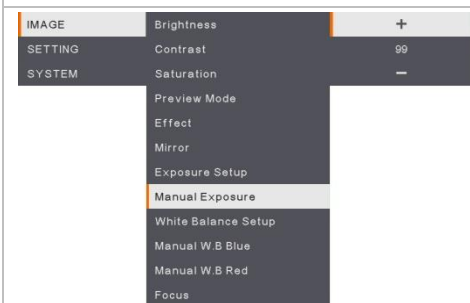 IMAGE
SETTING
SYSTEM
Brightness
Contrast
Saturation
Preview Mode
Effect
Mirror
Exposure Setup
Manual Exposure
White Balance Setup
Manual W.B Blue
Manual W.B Red
Focus
+
99
−